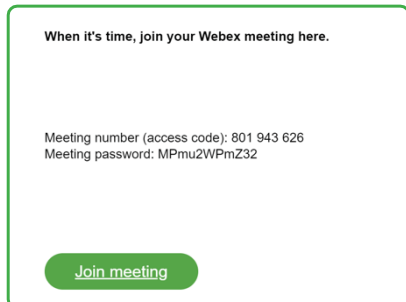 When it's time, join your Webex meeting here.
Meeting number (access code): 801 943 626
Meeting password: MPmu2WPmZ32
Join meeting